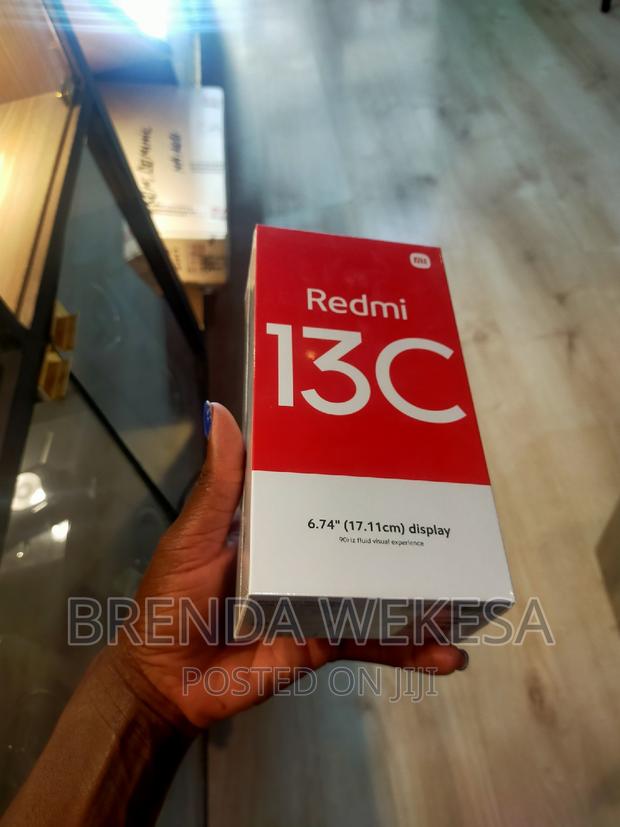 mi
Redmi
13C
6.74" (17.11cm) display
90Hz fluid visual experience
BRENDA WEKESA
POSTED ON JIJI